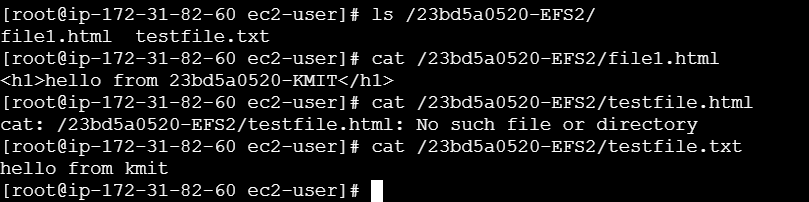 [root@ip-172-31-82-60 ec2-user]# ls /23bd5a0520-EFS2/
file1.html  testfile.txt
[root@ip-172-31-82-60 ec2-user]# cat /23bd5a0520-EFS2/file1.html
<h1>hello from 23bd5a0520-KMIT</h1>
[root@ip-172-31-82-60 ec2-user]# cat /23bd5a0520-EFS2/testfile.html
cat: /23bd5a0520-EFS2/testfile.html: No such file or directory
[root@ip-172-31-82-60 ec2-user]# cat /23bd5a0520-EFS2/testfile.txt
hello from kmit
[root@ip-172-31-82-60 ec2-user]#